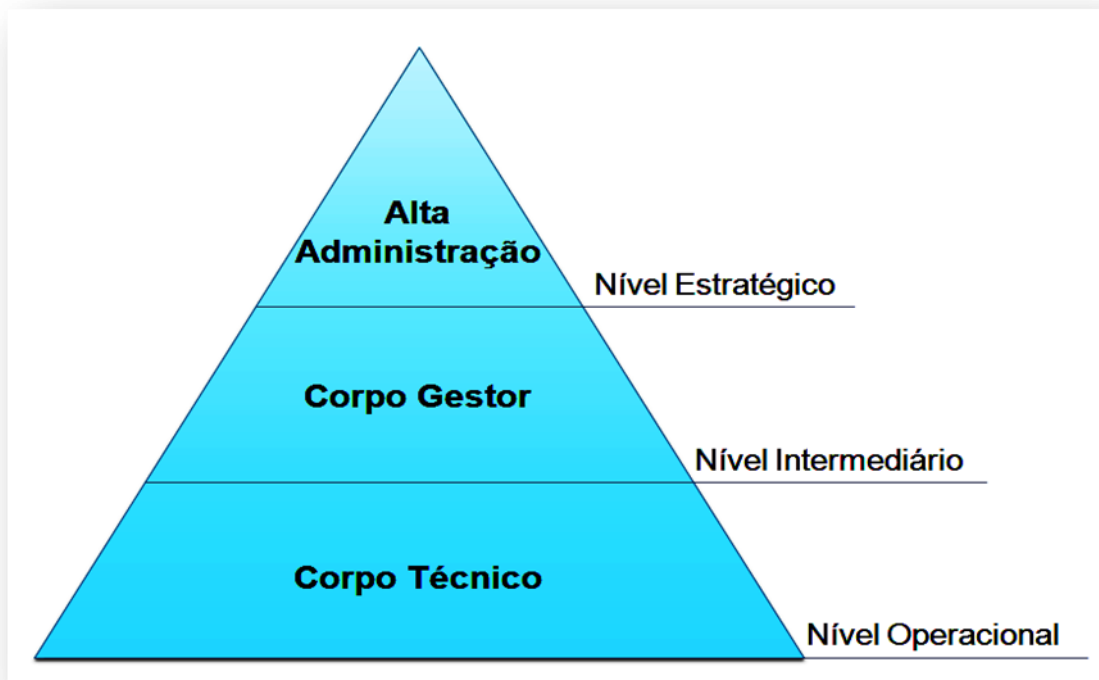 Alta
Administração
Nível Estratégico
Corpo Gestor
Nível Intermediário
Corpo Técnico
Nível Operacional